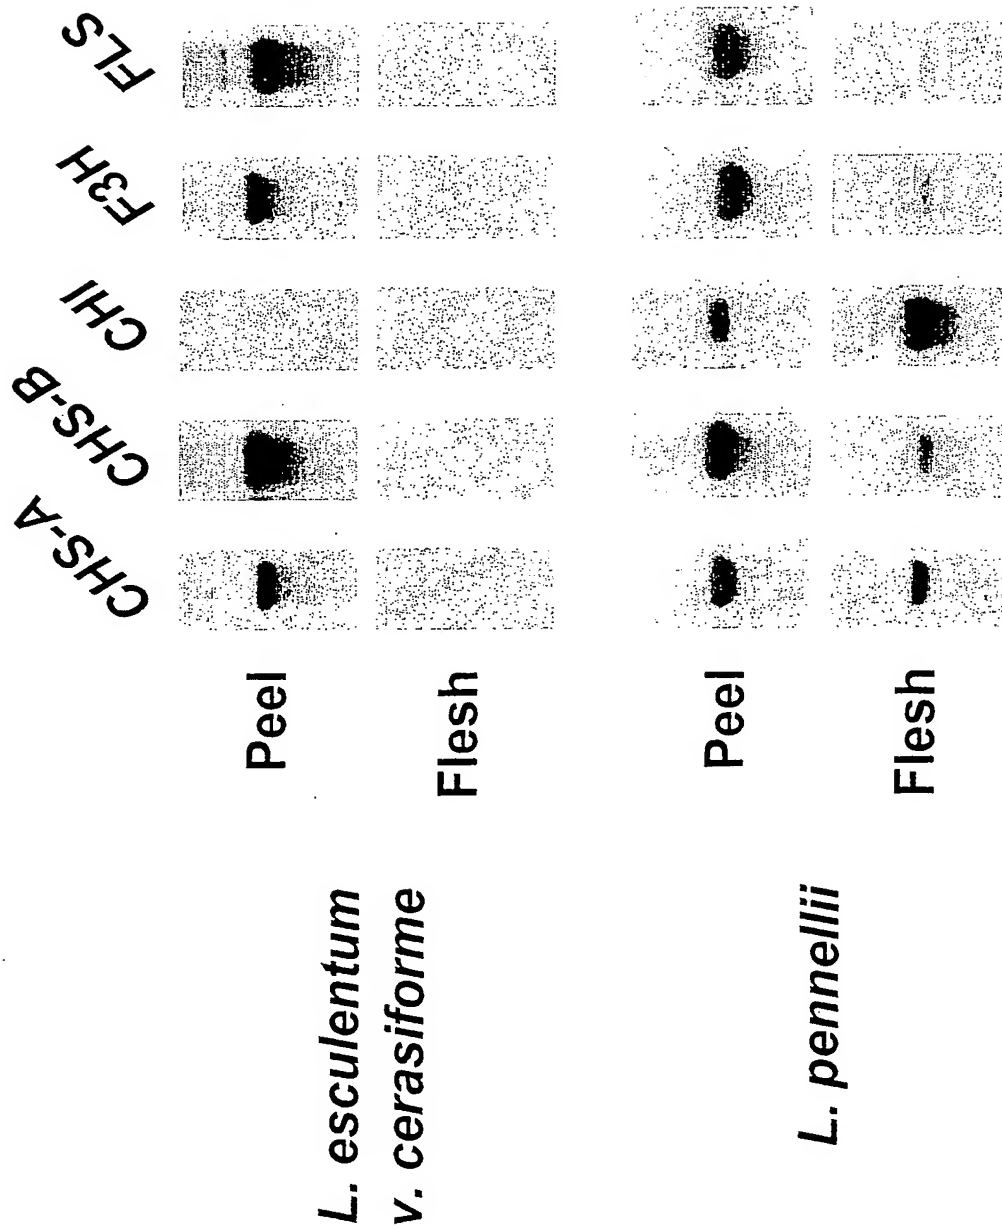 CHS-A CHS-B CHI F3H FLS
L. esculentum
v. cerasiforme
Peel
Flesh
L. pennellii
Peel
Flesh